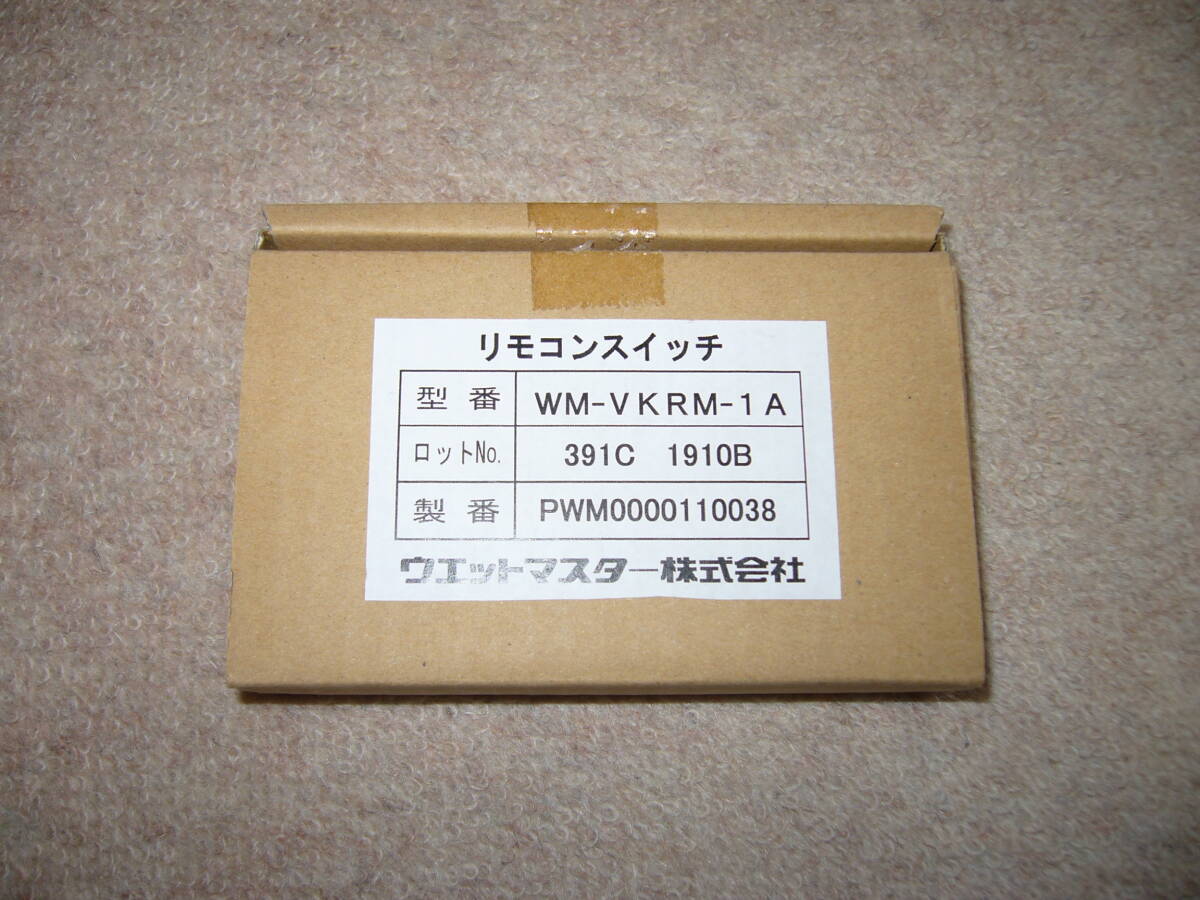 リモコンスイッチ
型番 WM-VKRM-1A
ロットNo. 391C 1910B
製番 PWM0000110038
ウエットマスター株式会社